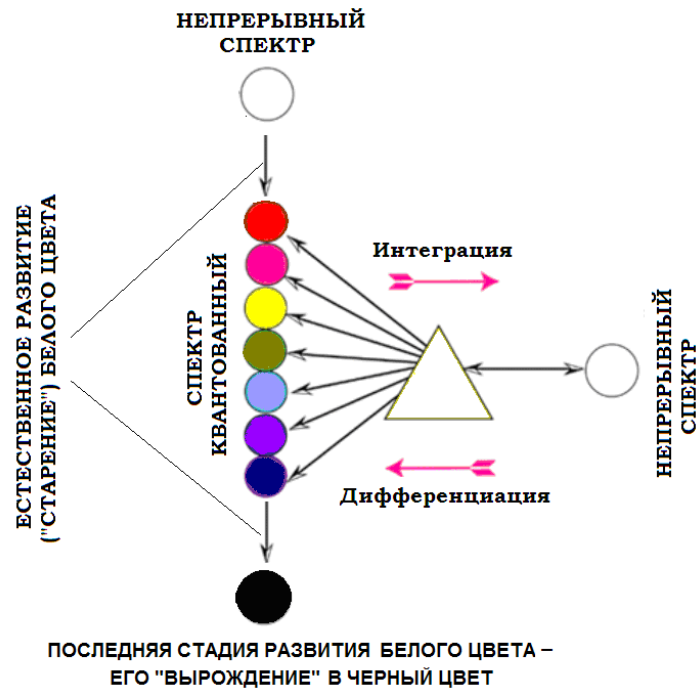 НЕПРЕРЫВНЫЙ
СПЕКТР
ЕСТЕСТВЕННОЕ РАЗВИТИЕ
("СТАРЕНИЕ") БЕЛОГО ЦВЕТА
СПЕКТР
КВАНТОВАННЫЙ
Интеграция
Дифференциация
НЕПРЕРЫВНЫЙ
СПЕКТР
ПОСЛЕДНЯЯ СТАДИЯ РАЗВИТИЯ БЕЛОГО ЦВЕТА –
ЕГО "ВЫРОЖДЕНИЕ" В ЧЕРНЫЙ ЦВЕТ